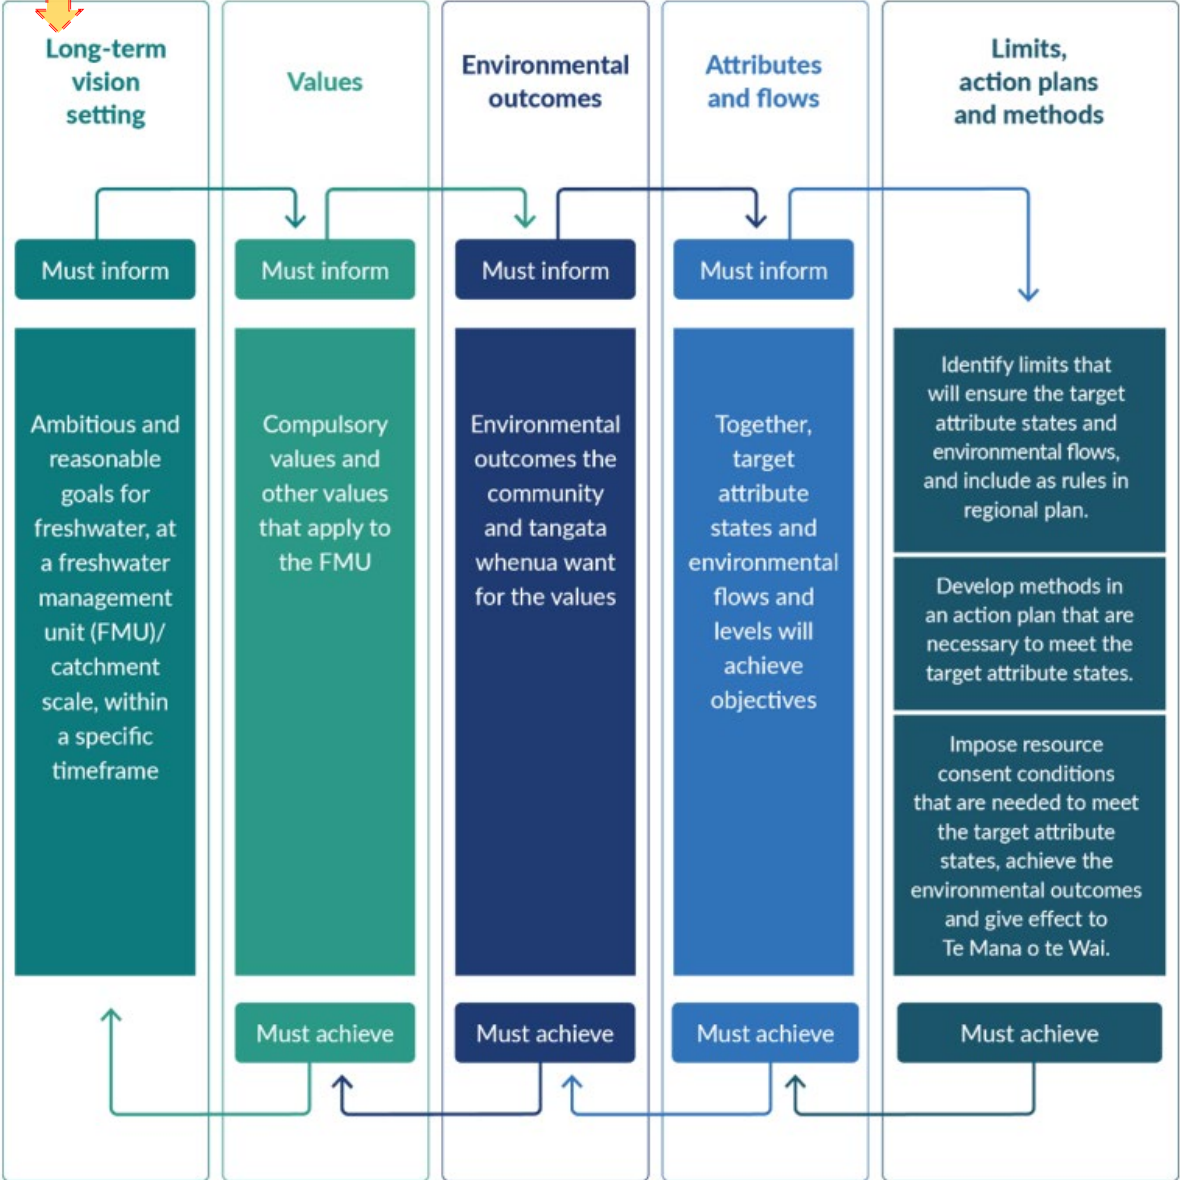 Long-term
vision
setting
Values
Environmental
outcomes
Attributes
and flows
Limits,
action plans
and methods
Must inform
Must inform
Must inform
Must inform
Ambitious and
reasonable
goals for
freshwater, at
a freshwater
management
unit (FMU)/
catchment
scale, within
a specific
timeframe
Compulsory
values and
other values
that apply to
the FMU
Environmental
outcomes the
community
and tangata
whenua want
for the values
Together,
target
attribute
states and
environmental
flows and
levels will
achieve
objectives
Identify limits that
will ensure the target
attribute states and
environmental flows,
and include as rules in
regional plan.
Develop methods in
an action plan that are
necessary to meet the
target attribute states.
Impose resource
consent conditions
that are needed to meet
the target attribute
states, achieve the
environmental outcomes
and give effect to
Te Mana o te Wai.
Must achieve
Must achieve
Must achieve
Must achieve